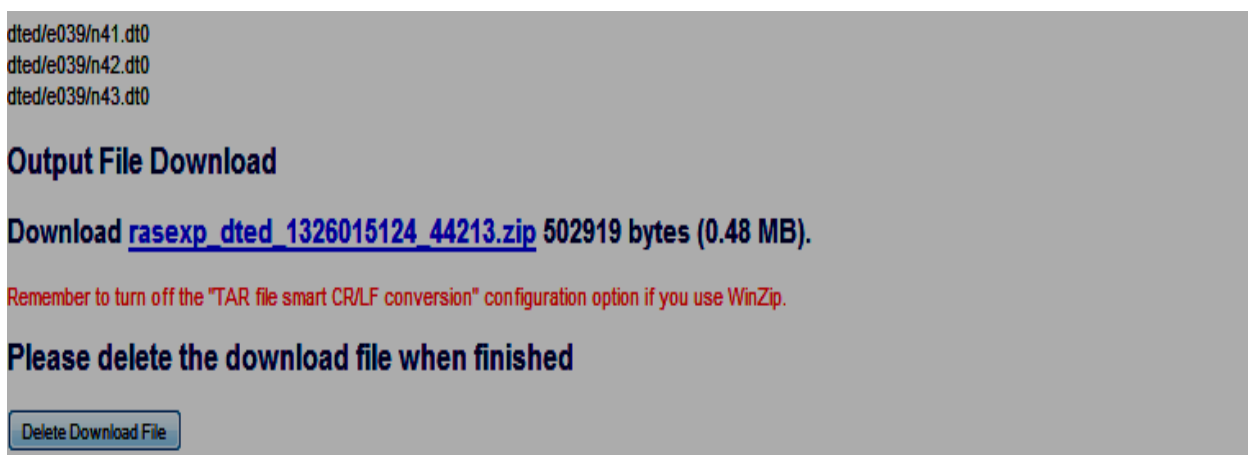 dted/e039/n41.dt0
dted/e039/n42.dt0
dted/e039/n43.dt0
Output File Download
Download rasexp_dted_1326015124_44213.zip 502919 bytes (0.48 MB).
Remember to turn off the "TAR file smart CR/LF conversion" configuration option if you use WinZip.
Please delete the download file when finished
Delete Download File